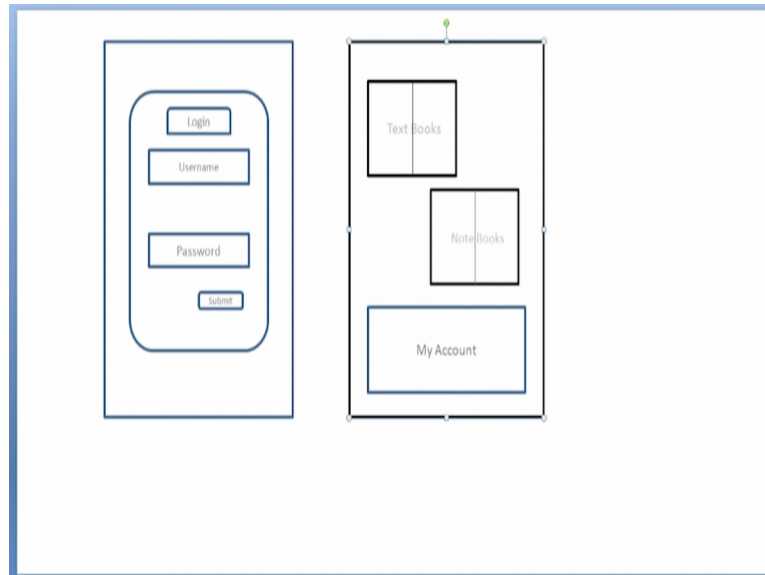 Login
Username
Password
Submit
Text Books
Note Books
My Account